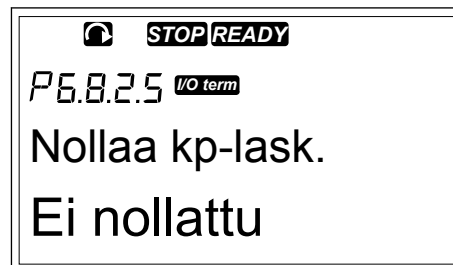 STOP READY
P6.8.2.5 I/O term
Nollaa kp-lask.
Ei nollattu